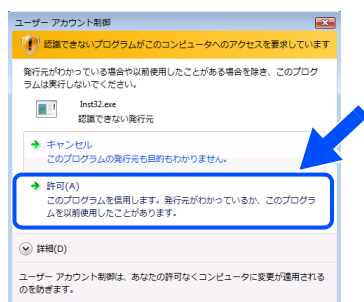 ユーザー アカウント制御
認識できないプログラムがこのコンピュータへのアクセスを要求しています
発行元がわかっている場合や以前使用したことがある場合を除き、このプログ
ラムは実行しないでください。
Inst32.exe
認識できない発行元
キャンセル
このプログラムの発行元も目的もわかりません。
許可(A)
このプログラムを信用します。発行元がわかっているか、このプログラ
ムを以前使用したことがあります。
詳細(D)
ユーザー アカウント制御は、あなたの許可なくコンピュータに変更が適用される
のを防ぎます。